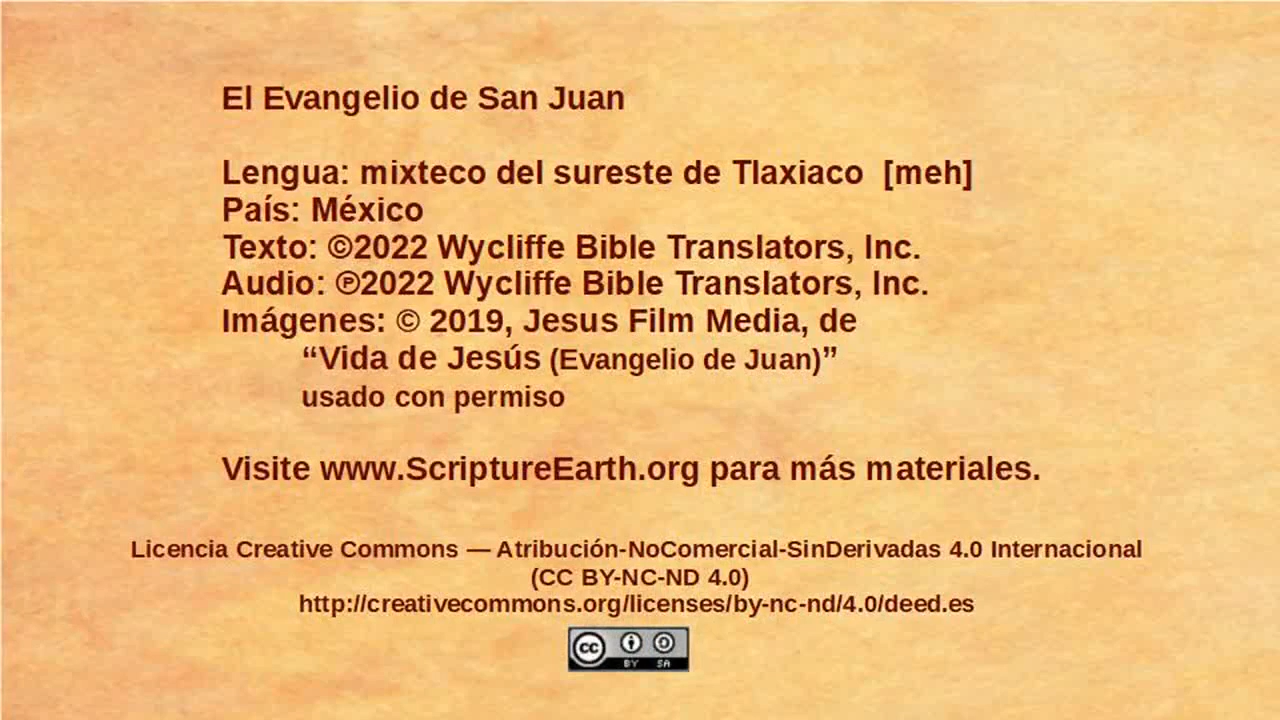 El Evangelio de San Juan
Lengua: mixteco del sureste de Tlaxiaco [meh]
País: México
Texto: ©2022 Wycliffe Bible Translators, Inc.
Audio: ℗2022 Wycliffe Bible Translators, Inc.
Imágenes: © 2019, Jesus Film Media, de
“Vida de Jesús (Evangelio de Juan)”
usado con permiso
Visite www.ScriptureEarth.org para más materiales.
Licencia Creative Commons — Atribución-NoComercial-SinDerivadas 4.0 Internacional
(CC BY-NC-ND 4.0)
http://creativecommons.org/licenses/by-nc-nd/4.0/deed.es
cc BY SA